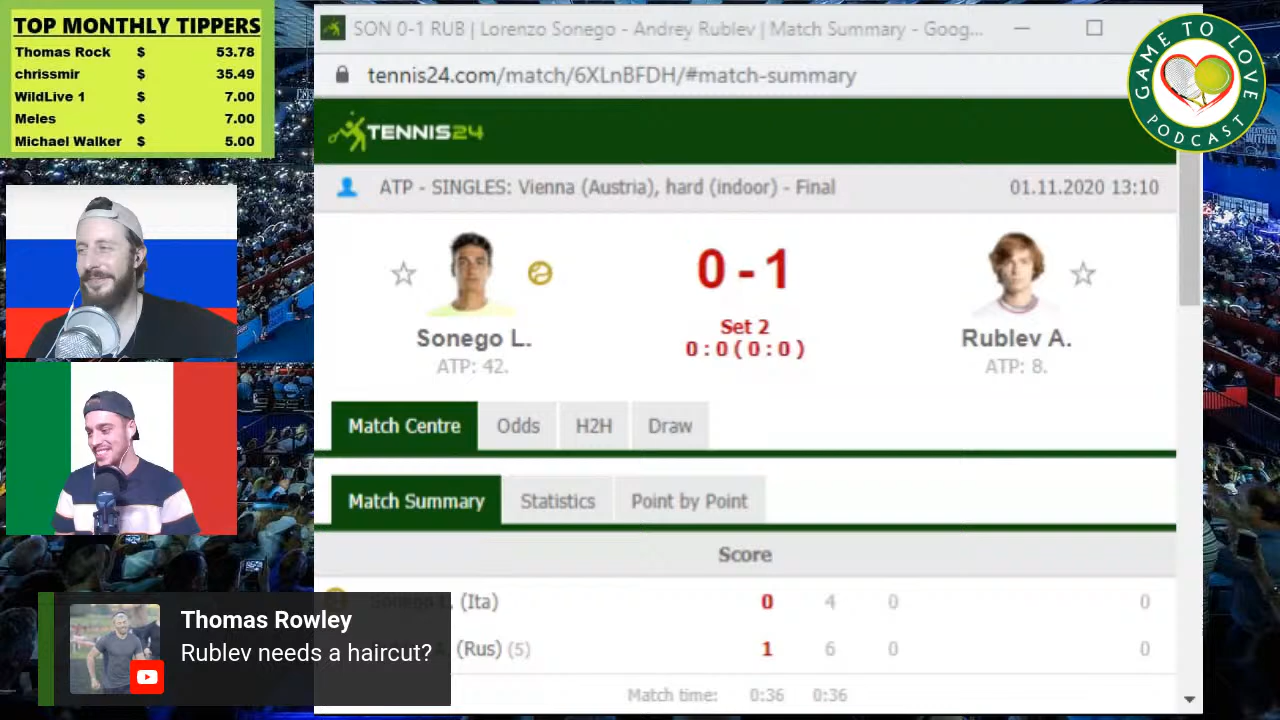 TOP MONTHLY TIPPERS
Thomas Rock $ 53.78
chrissmir $ 35.49
WildLive 1 $ 7.00
Meles $ 7.00
Michael Walker $ 5.00
SON 0-1 RUB | Lorenzo Sonego - Andrey Rublev | Match Summary - Goog...
tennis24.com/match/6XLnBFDH/#match-summary
GAME TO LOVE
PODCAST
TENNIS24
ATP - SINGLES: Vienna (Austria), hard (indoor) - Final
01.11.2020 13:10
0 - 1
Set 2
0 : 0 ( 0 : 0 )
Sonego L.
ATP: 42.
Rublev A.
ATP: 8.
Match Centre
Odds
H2H
Draw
Match Summary
Statistics
Point by Point
Score
(Ita) 0 4 0 0
(Rus) (5) 1 6 0 0
Match time: 0:36 0:36
Thomas Rowley
Rublev needs a haircut?